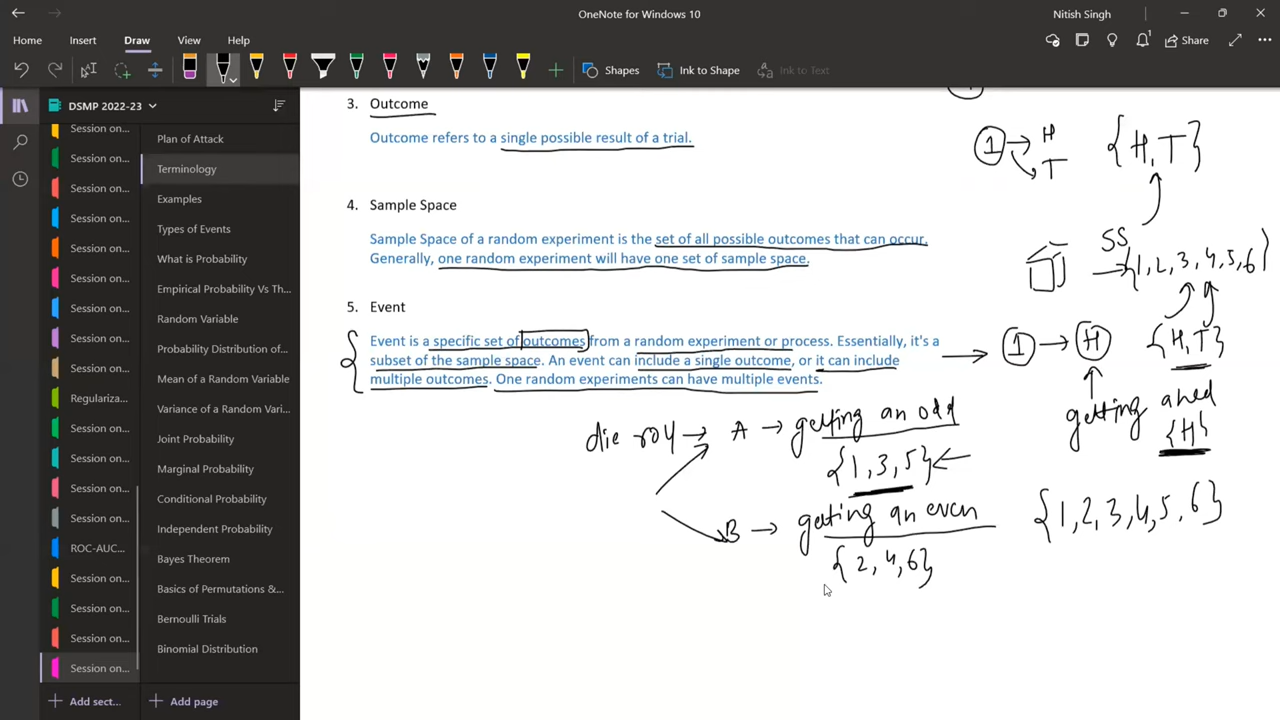 OneNote for Windows 10
Nitish Singh
Home Insert Draw View Help
Share
Shapes Ink to Shape Ink to Text
DSMP 2022-23
Session on...
Session on...
Session on...
Session on...
Session on...
Session on...
Session on...
Session on...
Session on...
Regulariza...
Session on...
Session on...
Session on...
Session on...
ROC-AUC...
Session on...
Session on...
Session on...
Session on...
Add sect...
Plan of Attack
Terminology
Examples
Types of Events
What is Probability
Empirical Probability Vs Th...
Random Variable
Probability Distribution of...
Mean of a Random Variable
Variance of a Random Vari...
Joint Probability
Marginal Probability
Conditional Probability
Independent Probability
Bayes Theorem
Basics of Permutations &...
Bernoulli Trials
Binomial Distribution
Add page
3. Outcome
Outcome refers to a single possible result of a trial.
1 → H {H, T}
T
4. Sample Space
Sample Space of a random experiment is the set of all possible outcomes that can occur.
Generally, one random experiment will have one set of sample space.
SS
→ {1, 2, 3, 4, 5, 6}
5. Event
Event is a specific set of outcomes from a random experiment or process. Essentially, it's a
subset of the sample space. An event can include a single outcome, or it can include
multiple outcomes. One random experiments can have multiple events.
→ 1 → H {H, T}
getting a hed
{H}
die roll → A → getting an odd
{1, 3, 5} ←
B → getting an even
{2, 4, 6}
{1, 2, 3, 4, 5, 6}